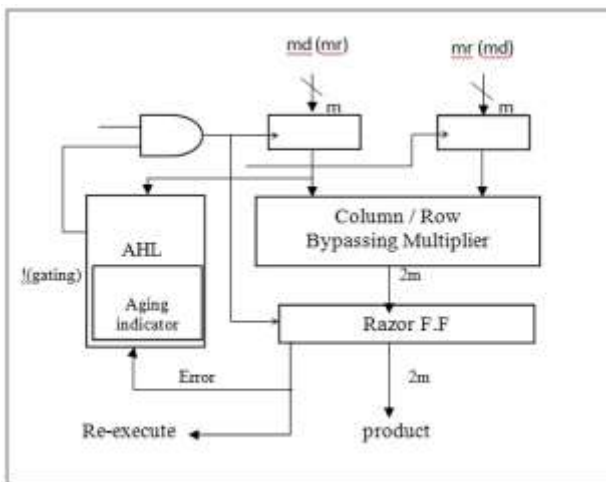 md (mr)
mr (md)
m
m
Column / Row
Bypassing Multiplier
AHL
!(gating)
2m
Aging
indicator
Razor F.F
Error
2m
Re-execute
product